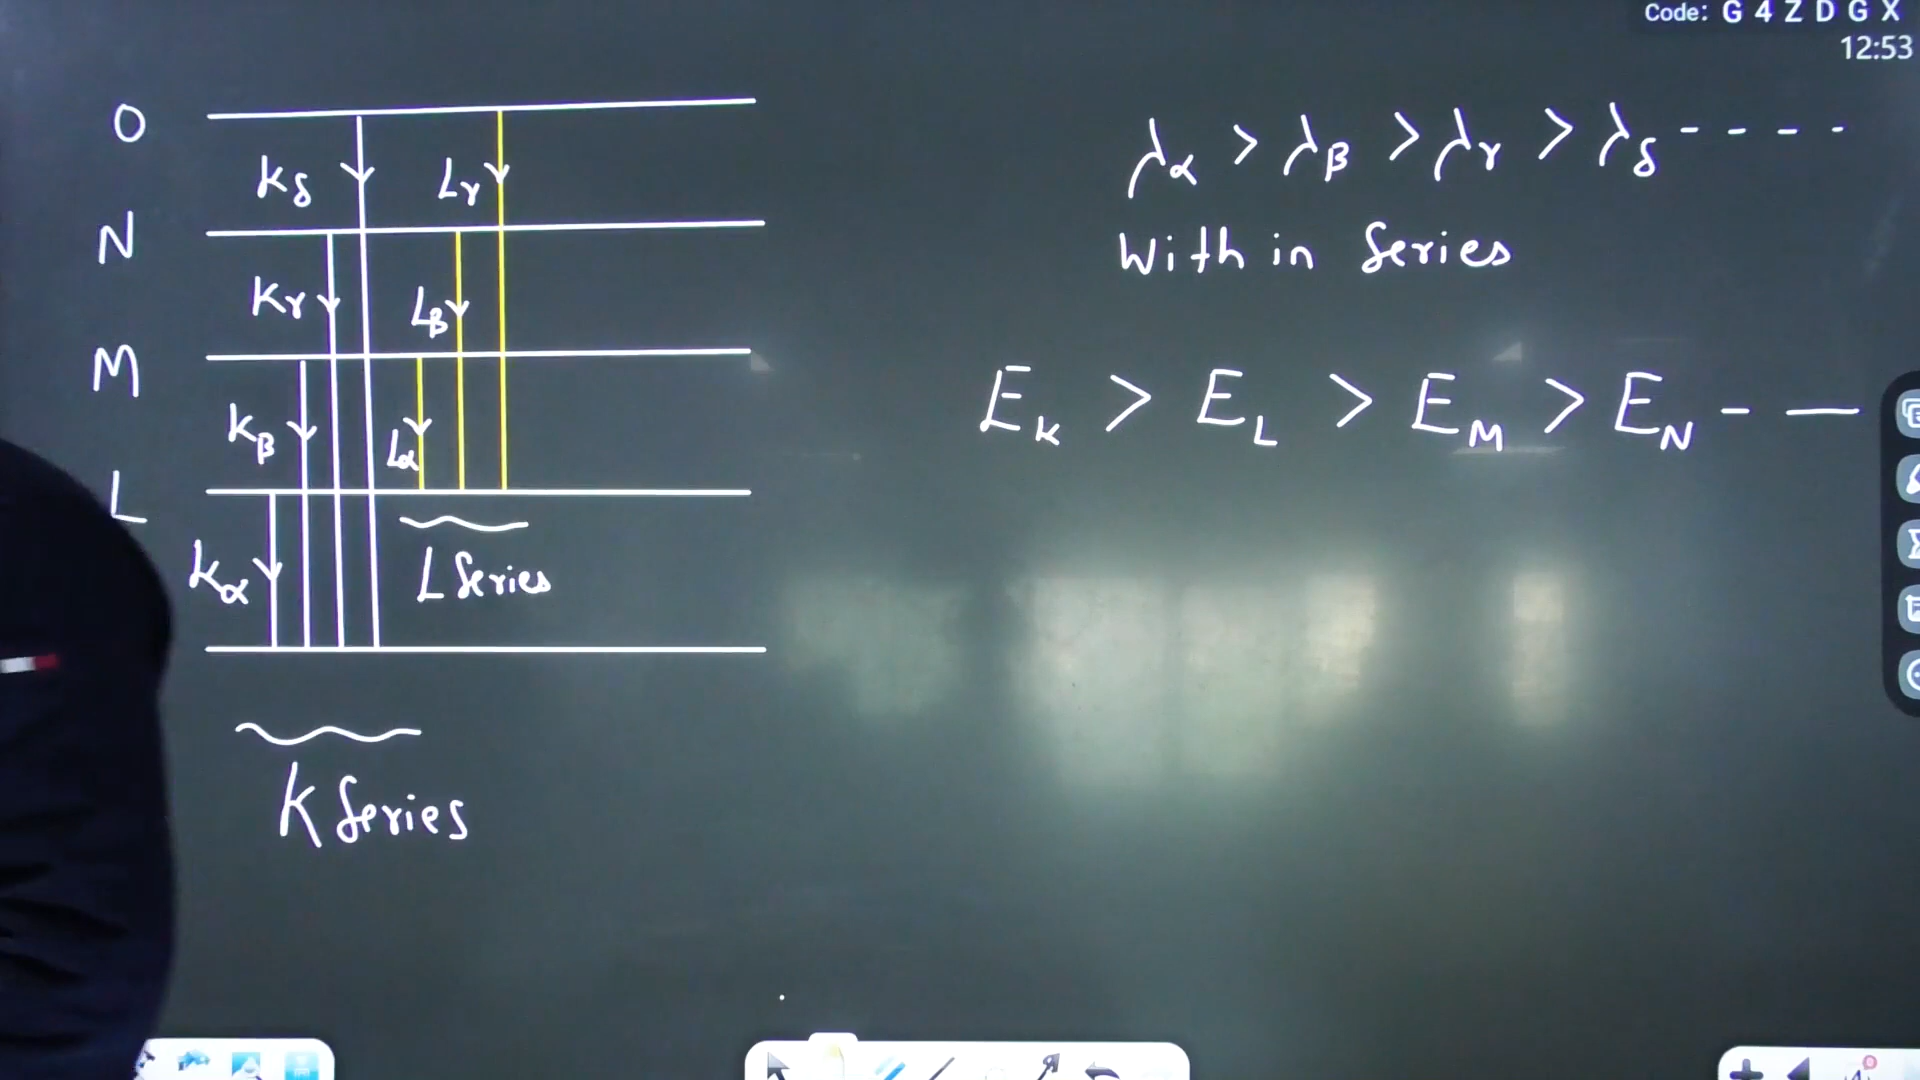 Code: G 4 Z D G X
12:53
O
N
M
L
Kδ
Lγ
Kγ
Lβ
Kβ
Lα
Kα
L Series
K Series
λα > λβ > λγ > λδ ----
With in Series
EK > EL > EM > EN - —